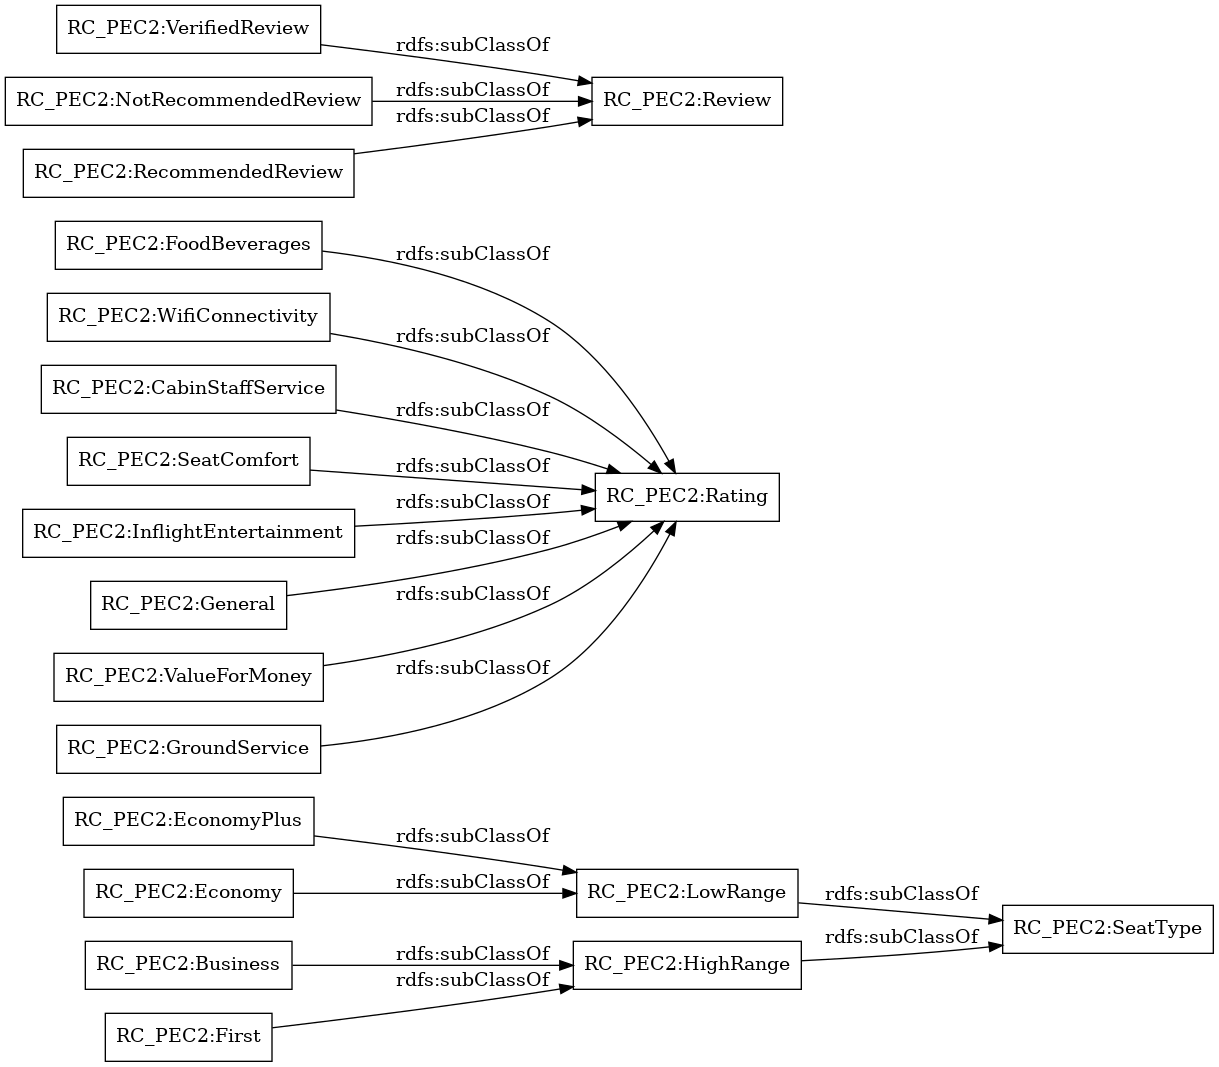 RC_PEC2:VerifiedReview
rdfs:subClassOf
RC_PEC2:NotRecommendedReview
rdfs:subClassOf
RC_PEC2:Review
rdfs:subClassOf
RC_PEC2:RecommendedReview
RC_PEC2:FoodBeverages
rdfs:subClassOf
RC_PEC2:WifiConnectivity
rdfs:subClassOf
RC_PEC2:CabinStaffService
rdfs:subClassOf
RC_PEC2:SeatComfort
rdfs:subClassOf
RC_PEC2:Rating
rdfs:subClassOf
RC_PEC2:InflightEntertainment
rdfs:subClassOf
RC_PEC2:General
rdfs:subClassOf
RC_PEC2:ValueForMoney
rdfs:subClassOf
RC_PEC2:GroundService
RC_PEC2:EconomyPlus
rdfs:subClassOf
RC_PEC2:Economy
rdfs:subClassOf
RC_PEC2:LowRange
rdfs:subClassOf
RC_PEC2:SeatType
rdfs:subClassOf
RC_PEC2:Business
rdfs:subClassOf
RC_PEC2:HighRange
rdfs:subClassOf
RC_PEC2:First